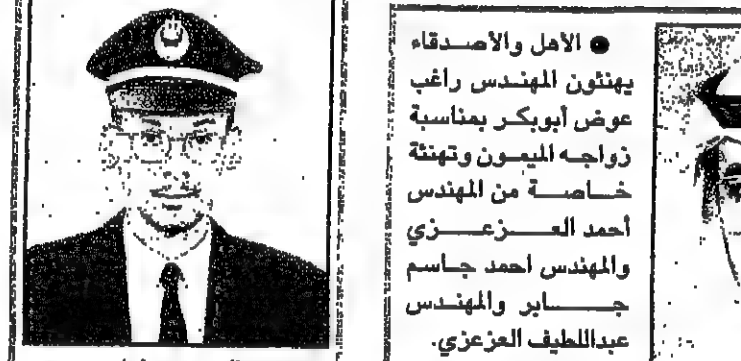 ● الأهل والأصدقاء
يهنئون المهندس راغب
عوض أبوبكر بمناسبة
زواجه الميمون وتهنئة
خاصة من المهندس
أحمد العزعزي
والمهندس احمد جاسم
جابر والمهندس
عبداللطيف العزعزي.